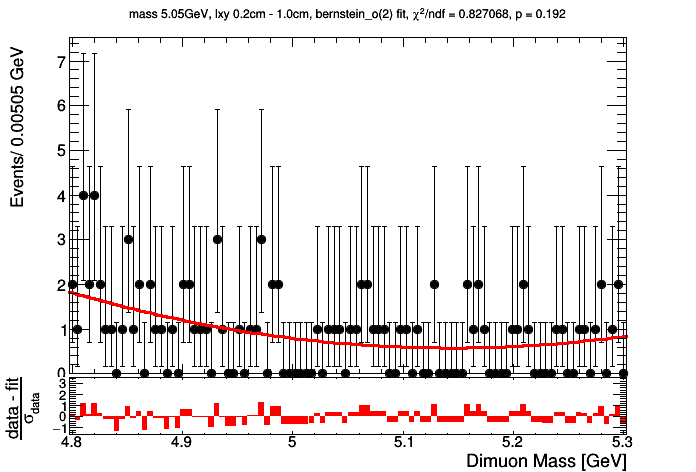 mass 5.05GeV, lxy 0.2cm - 1.0cm, bernstein_o(2) fit, χ²/ndf = 0.827068, p = 0.192
Events/ 0.00505 GeV
7
6
5
4
3
2
1
0
data - fit
σdata
3
2
1
0
−1
4.8 4.9 5 5.1 5.2 5.3
Dimuon Mass [GeV]